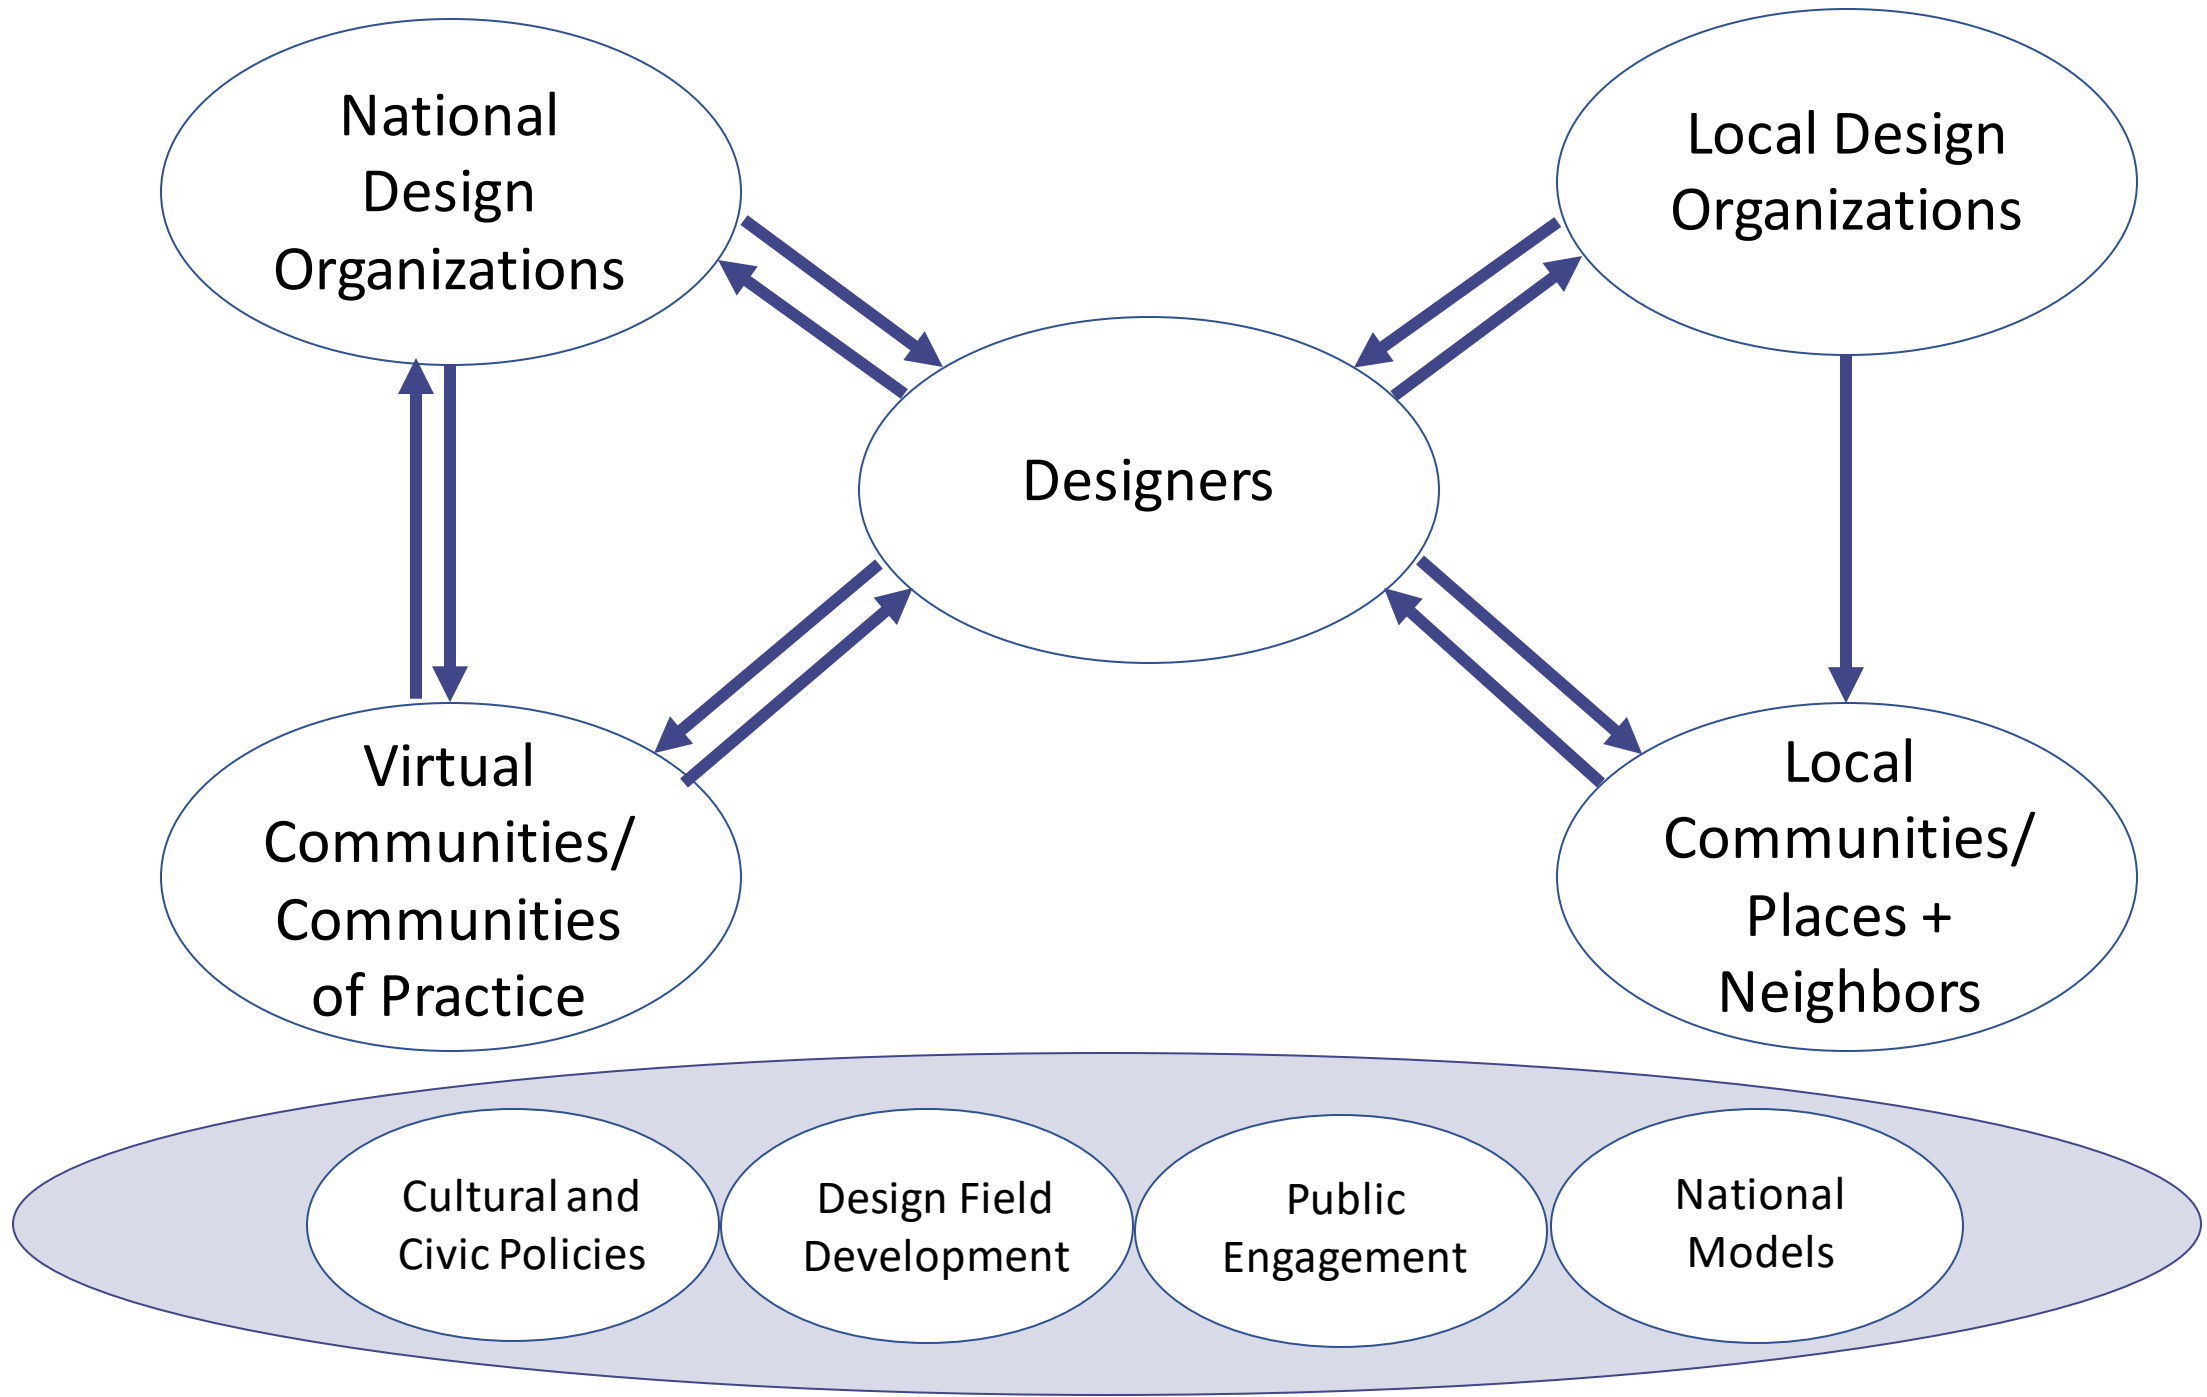 National
Design
Organizations
Local Design
Organizations
Designers
Virtual
Communities/
Communities
of Practice
Local
Communities/
Places +
Neighbors
Cultural and
Civic Policies
Design Field
Development
Public
Engagement
National
Models